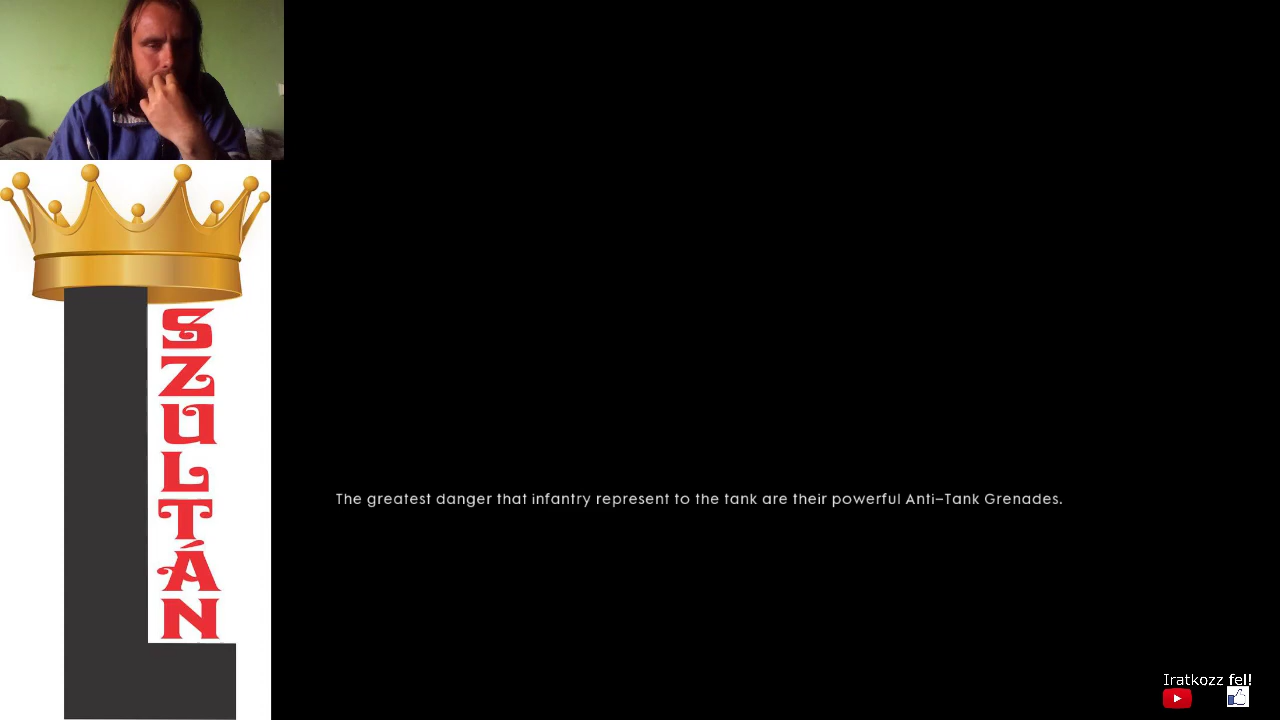 L
SZULTÁN
The greatest danger that infantry represent to the tank are their powerful Anti-Tank Grenades.
Iratkozz fel!